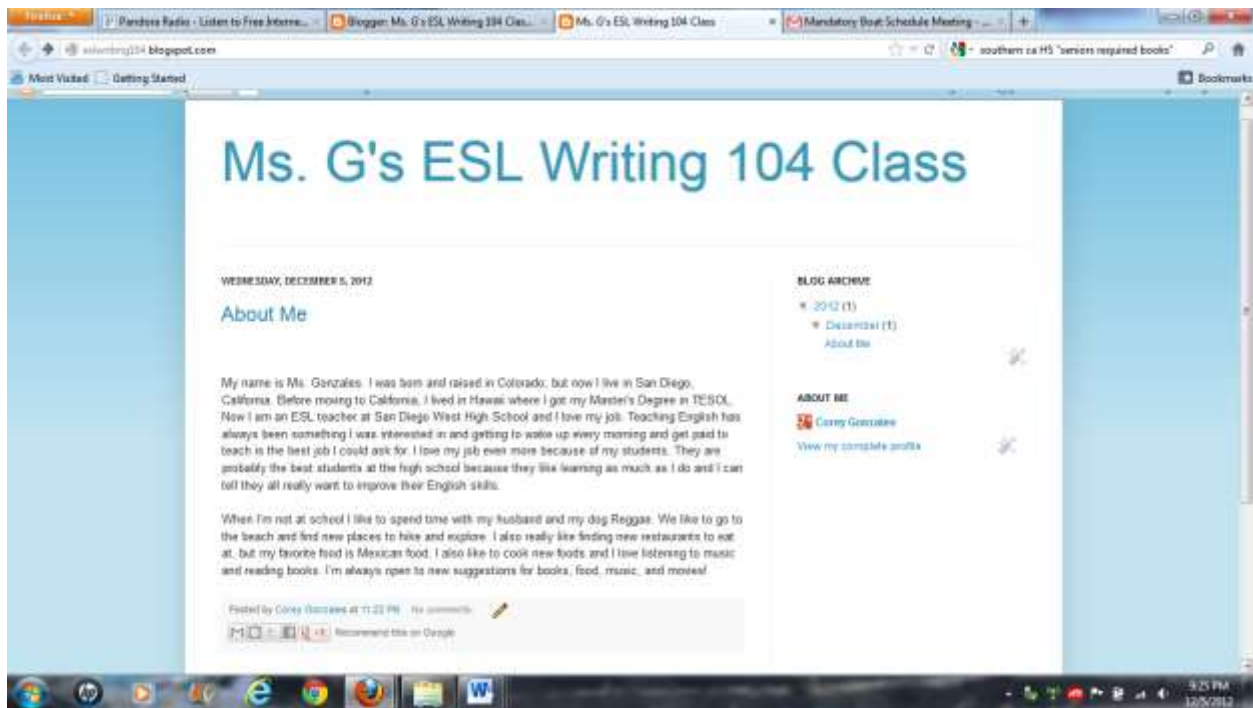 Firefox
Pandora Radio - Listen to Free Interne...
Blogger: Ms. G's ESL Writing 104 Clas...
Ms. G's ESL Writing 104 Class
Mandatory Boat Schedule Meeting - ...
eslwriting104.blogspot.com
southern ca HS "seniors required books"
Most Visited
Getting Started
Bookmarks
Ms. G's ESL Writing 104 Class
WEDNESDAY, DECEMBER 5, 2012
About Me
My name is Ms. Gonzales. I was born and raised in Colorado, but now I live in San Diego,
California. Before moving to California, I lived in Hawaii where I got my Master's Degree in TESOL.
Now I am an ESL teacher at San Diego West High School and I love my job. Teaching English has
always been something I was interested in and getting to wake up every morning and get paid to
teach is the best job I could ask for. I love my job even more because of my students. They are
probably the best students at the high school because they like learning as much as I do and I can
tell they all really want to improve their English skills.
When I'm not at school I like to spend time with my husband and my dog Reggae. We like to go to
the beach and find new places to hike and explore. I also really like finding new restaurants to eat
at, but my favorite food is Mexican food. I also like to cook new foods and I love listening to music
and reading books. I'm always open to new suggestions for books, food, music, and movies!
Posted by Corey Gonzales at 11:22 PM No comments:
+1 Recommend this on Google
BLOG ARCHIVE
▼ 2012 (1)
▼ December (1)
About Me
ABOUT ME
Corey Gonzales
View my complete profile
9:25 PM
12/5/2012